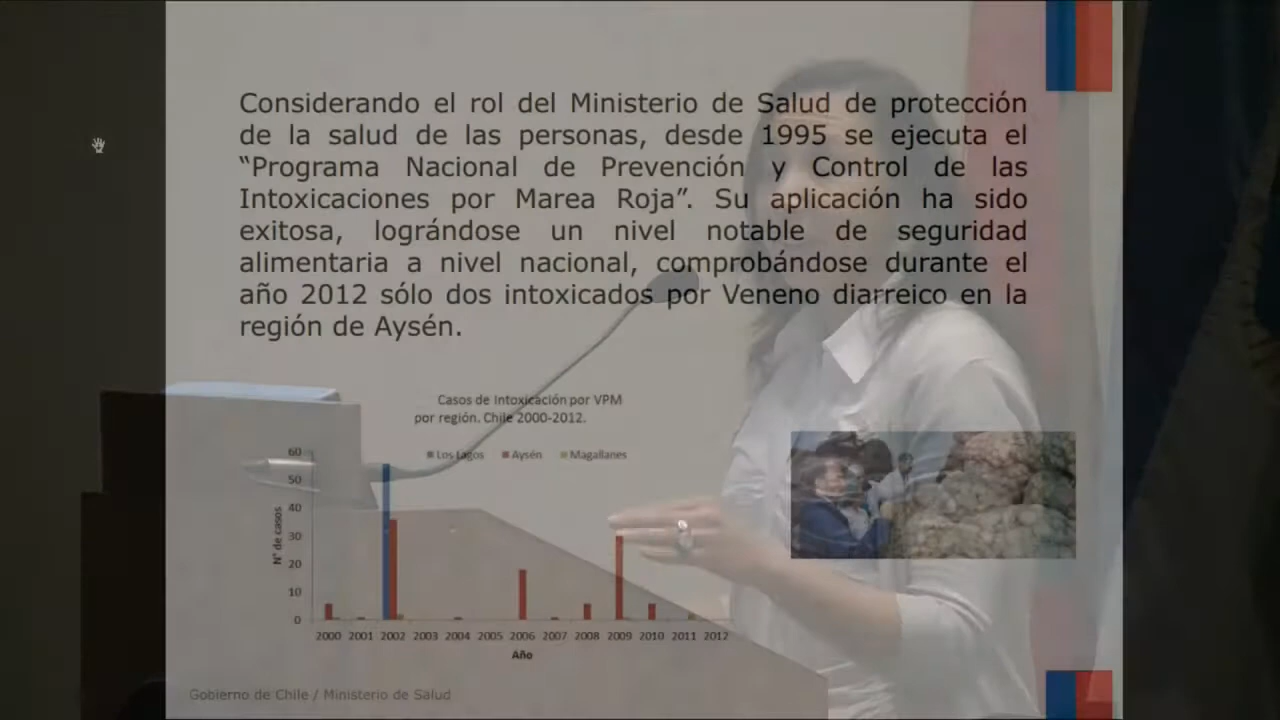 Considerando el rol del Ministerio de Salud de protección
de la salud de las personas, desde 1995 se ejecuta el
“Programa Nacional de Prevención y Control de las
Intoxicaciones por Marea Roja”. Su aplicación ha sido
exitosa, lográndose un nivel notable de seguridad
alimentaria a nivel nacional, comprobándose durante el
año 2012 sólo dos intoxicados por Veneno diarreico en la
región de Aysén.
Casos de Intoxicación por VPM
por región. Chile 2000-2012.
Los Lagos Aysén Magallanes
60
50
40
30
20
10
0
N° de casos
2000 2001 2002 2003 2004 2005 2006 2007 2008 2009 2010 2011 2012
Año
Gobierno de Chile / Ministerio de Salud